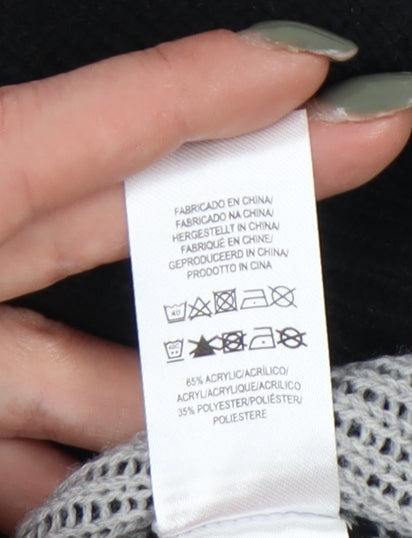 FABRICADO EN CHINA/
FABRICADO NA CHINA/
HERGESTELLT IN CHINA/
FABRIQUÉ EN CHINE/
GEPRODUCEERD IN CHINA/
PRODOTTO IN CINA
40
40C
65% ACRYLIC/ACRÍLICO/
ACRYL/ACRYLIQUE/ACRILICO
35% POLYESTER/POLIÉSTER/
POLIESTERE